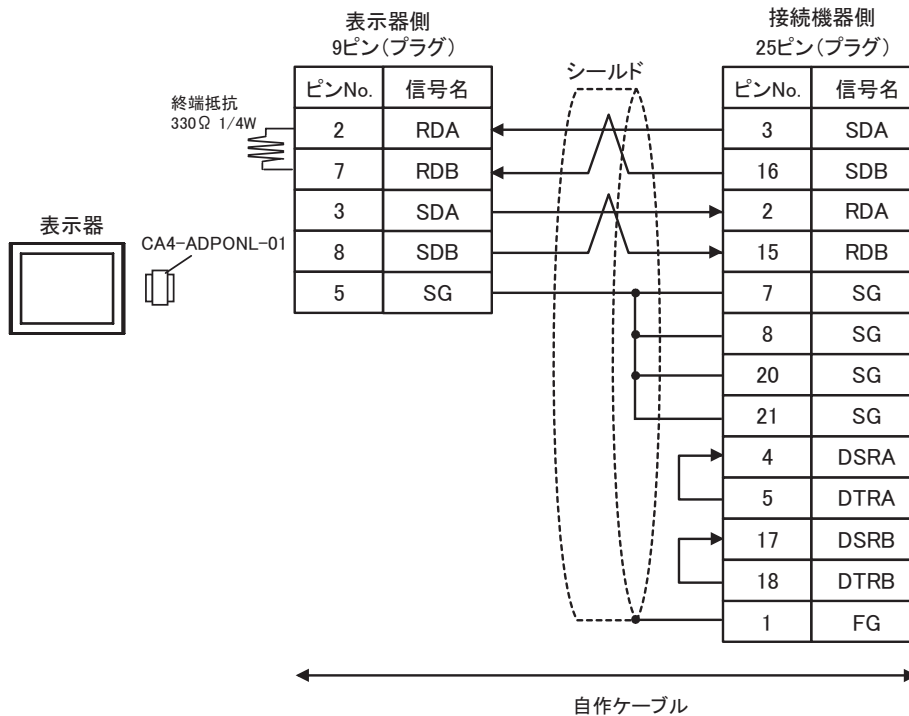 表示器側
9ピン(プラグ)
接続機器側
25ピン(プラグ)
シールド
終端抵抗
330Ω 1/4W
表示器
CA4-ADPONL-01
ピンNo. 信号名
2 RDA
7 RDB
3 SDA
8 SDB
5 SG
ピンNo. 信号名
3 SDA
16 SDB
2 RDA
15 RDB
7 SG
8 SG
20 SG
21 SG
4 DSRA
5 DTRA
17 DSRB
18 DTRB
1 FG
自作ケーブル